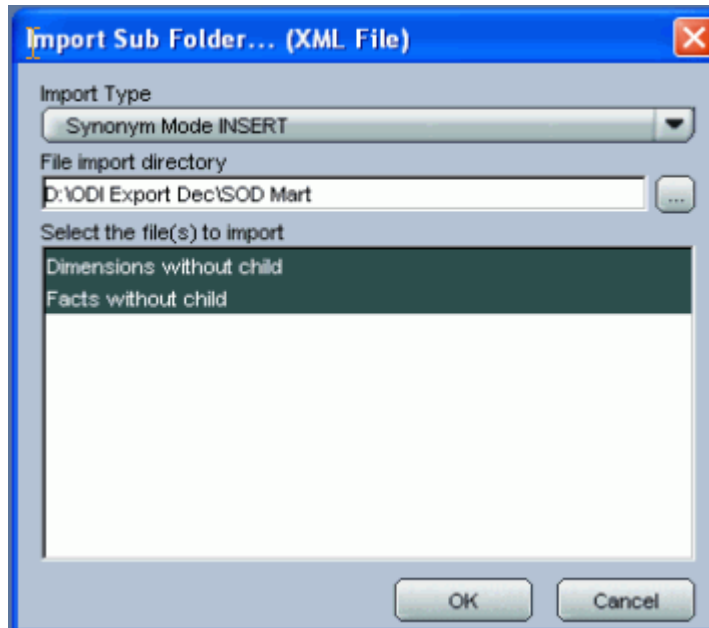 Import Sub Folder... (XML File)
Import Type
Synonym Mode INSERT
File import directory
D:\ODI Export Dec\SOD Mart
...
Select the file(s) to import
Dimensions without child
Facts without child
OK
Cancel